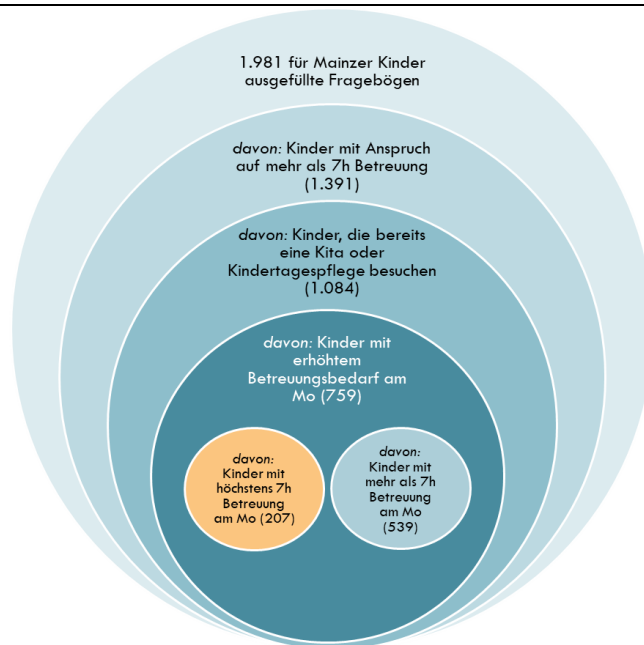 1.981 für Mainzer Kinder
ausgefüllte Fragebögen
davon: Kinder mit Anspruch
auf mehr als 7h Betreuung
(1.391)
davon: Kinder, die bereits
eine Kita oder
Kindertagespflege besuchen
(1.084)
davon: Kinder mit
erhöhtem
Betreuungsbedarf am
Mo (759)
davon:
Kinder mit
höchstens 7h
Betreuung
am Mo (207)
davon:
Kinder mit
mehr als 7h
Betreuung
am Mo
(539)